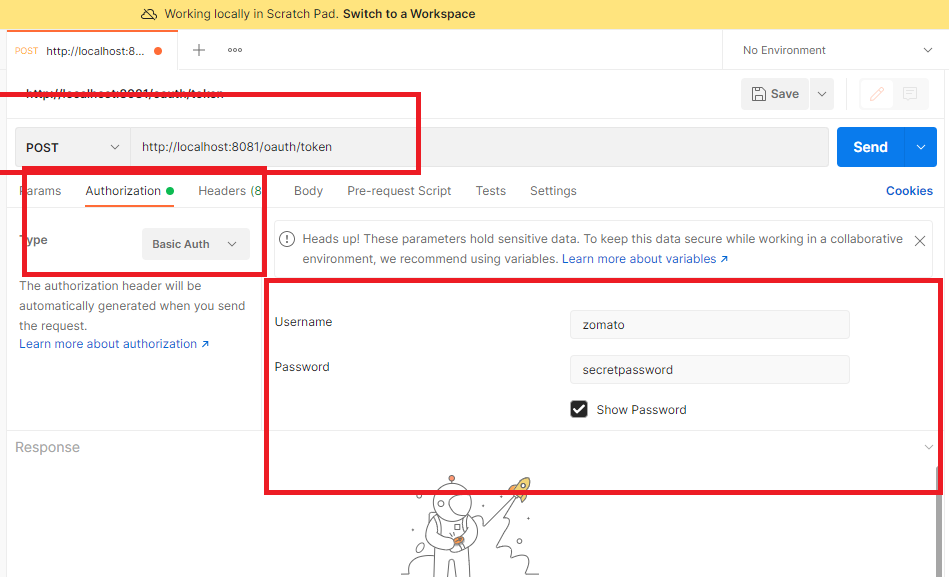 Working locally in Scratch Pad. Switch to a Workspace
POST http://localhost:8... No Environment
http://localhost:8081/oauth/token Save
POST http://localhost:8081/oauth/token Send
Params Authorization Headers (8 Body Pre-request Script Tests Settings Cookies
Type Basic Auth
Heads up! These parameters hold sensitive data. To keep this data secure while working in a collaborative
environment, we recommend using variables. Learn more about variables ↗
The authorization header will be
automatically generated when you send
the request.
Learn more about authorization ↗
Username zomato
Password secretpassword
Show Password
Response